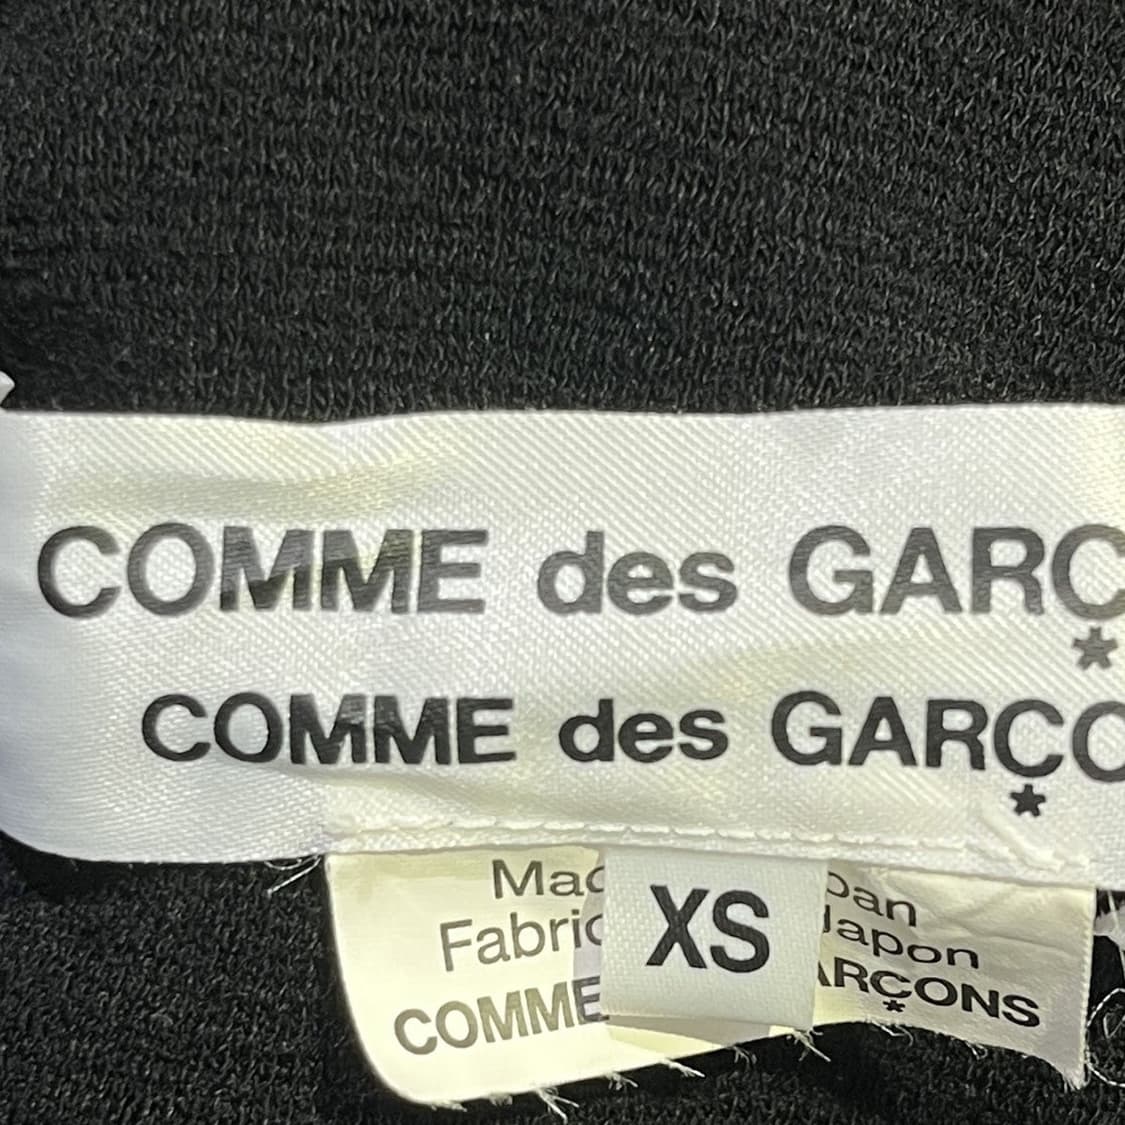 COMME des GARÇ
*
COMME des GARÇO
*
Mad XS pan
Fabric Japon
COMME ARÇONS
*